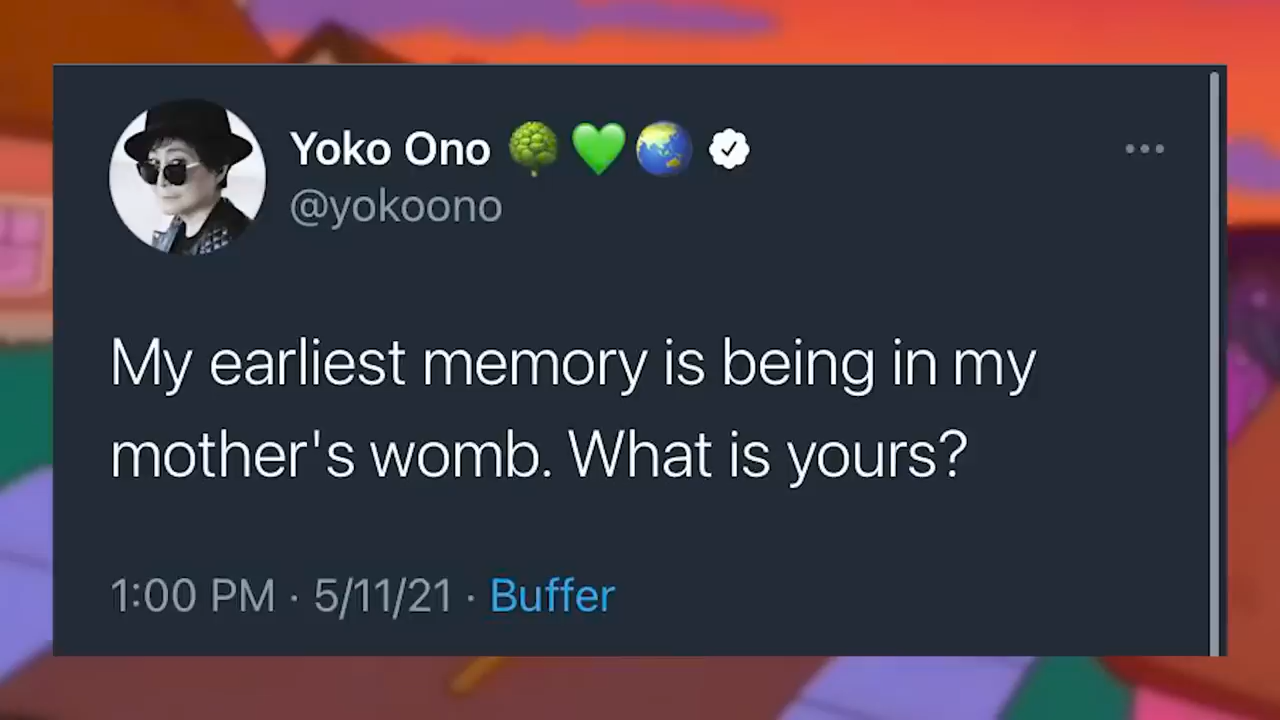 Yoko Ono 🌳 💚 🌏
@yokoono
My earliest memory is being in my
mother's womb. What is yours?
1:00 PM · 5/11/21 · Buffer